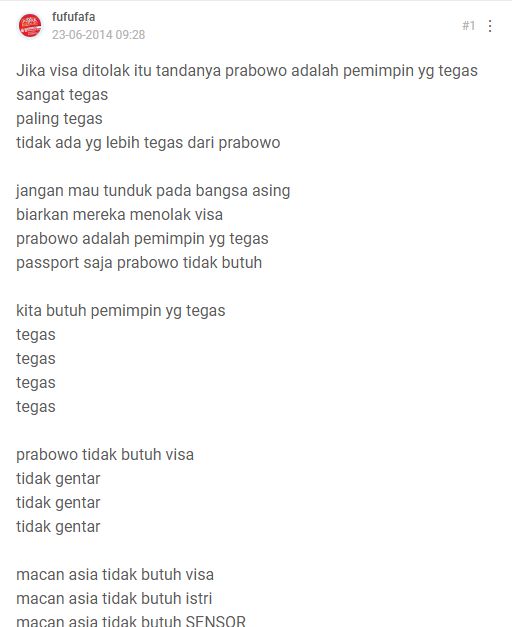 fufufafa
23-06-2014 09:28
#1
Jika visa ditolak itu tandanya prabowo adalah pemimpin yg tegas
sangat tegas
paling tegas
tidak ada yg lebih tegas dari prabowo
jangan mau tunduk pada bangsa asing
biarkan mereka menolak visa
prabowo adalah pemimpin yg tegas
passport saja prabowo tidak butuh
kita butuh pemimpin yg tegas
tegas
tegas
tegas
tegas
prabowo tidak butuh visa
tidak gentar
tidak gentar
tidak gentar
macan asia tidak butuh visa
macan asia tidak butuh istri
macan asia tidak butuh SENSOR